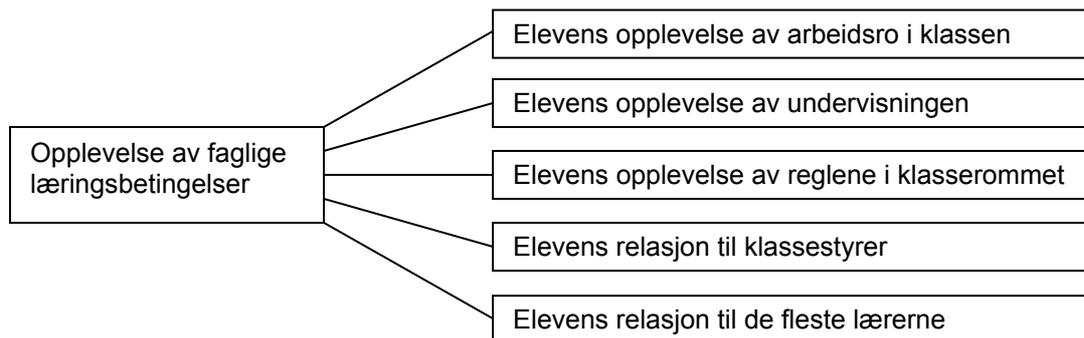 Elevens opplevelse av arbeidsro i klassen
Elevens opplevelse av undervisningen
Opplevelse av faglige
læringsbetingelser
Elevens opplevelse av reglene i klasserommet
Elevens relasjon til klassestyrer
Elevens relasjon til de fleste lærerne